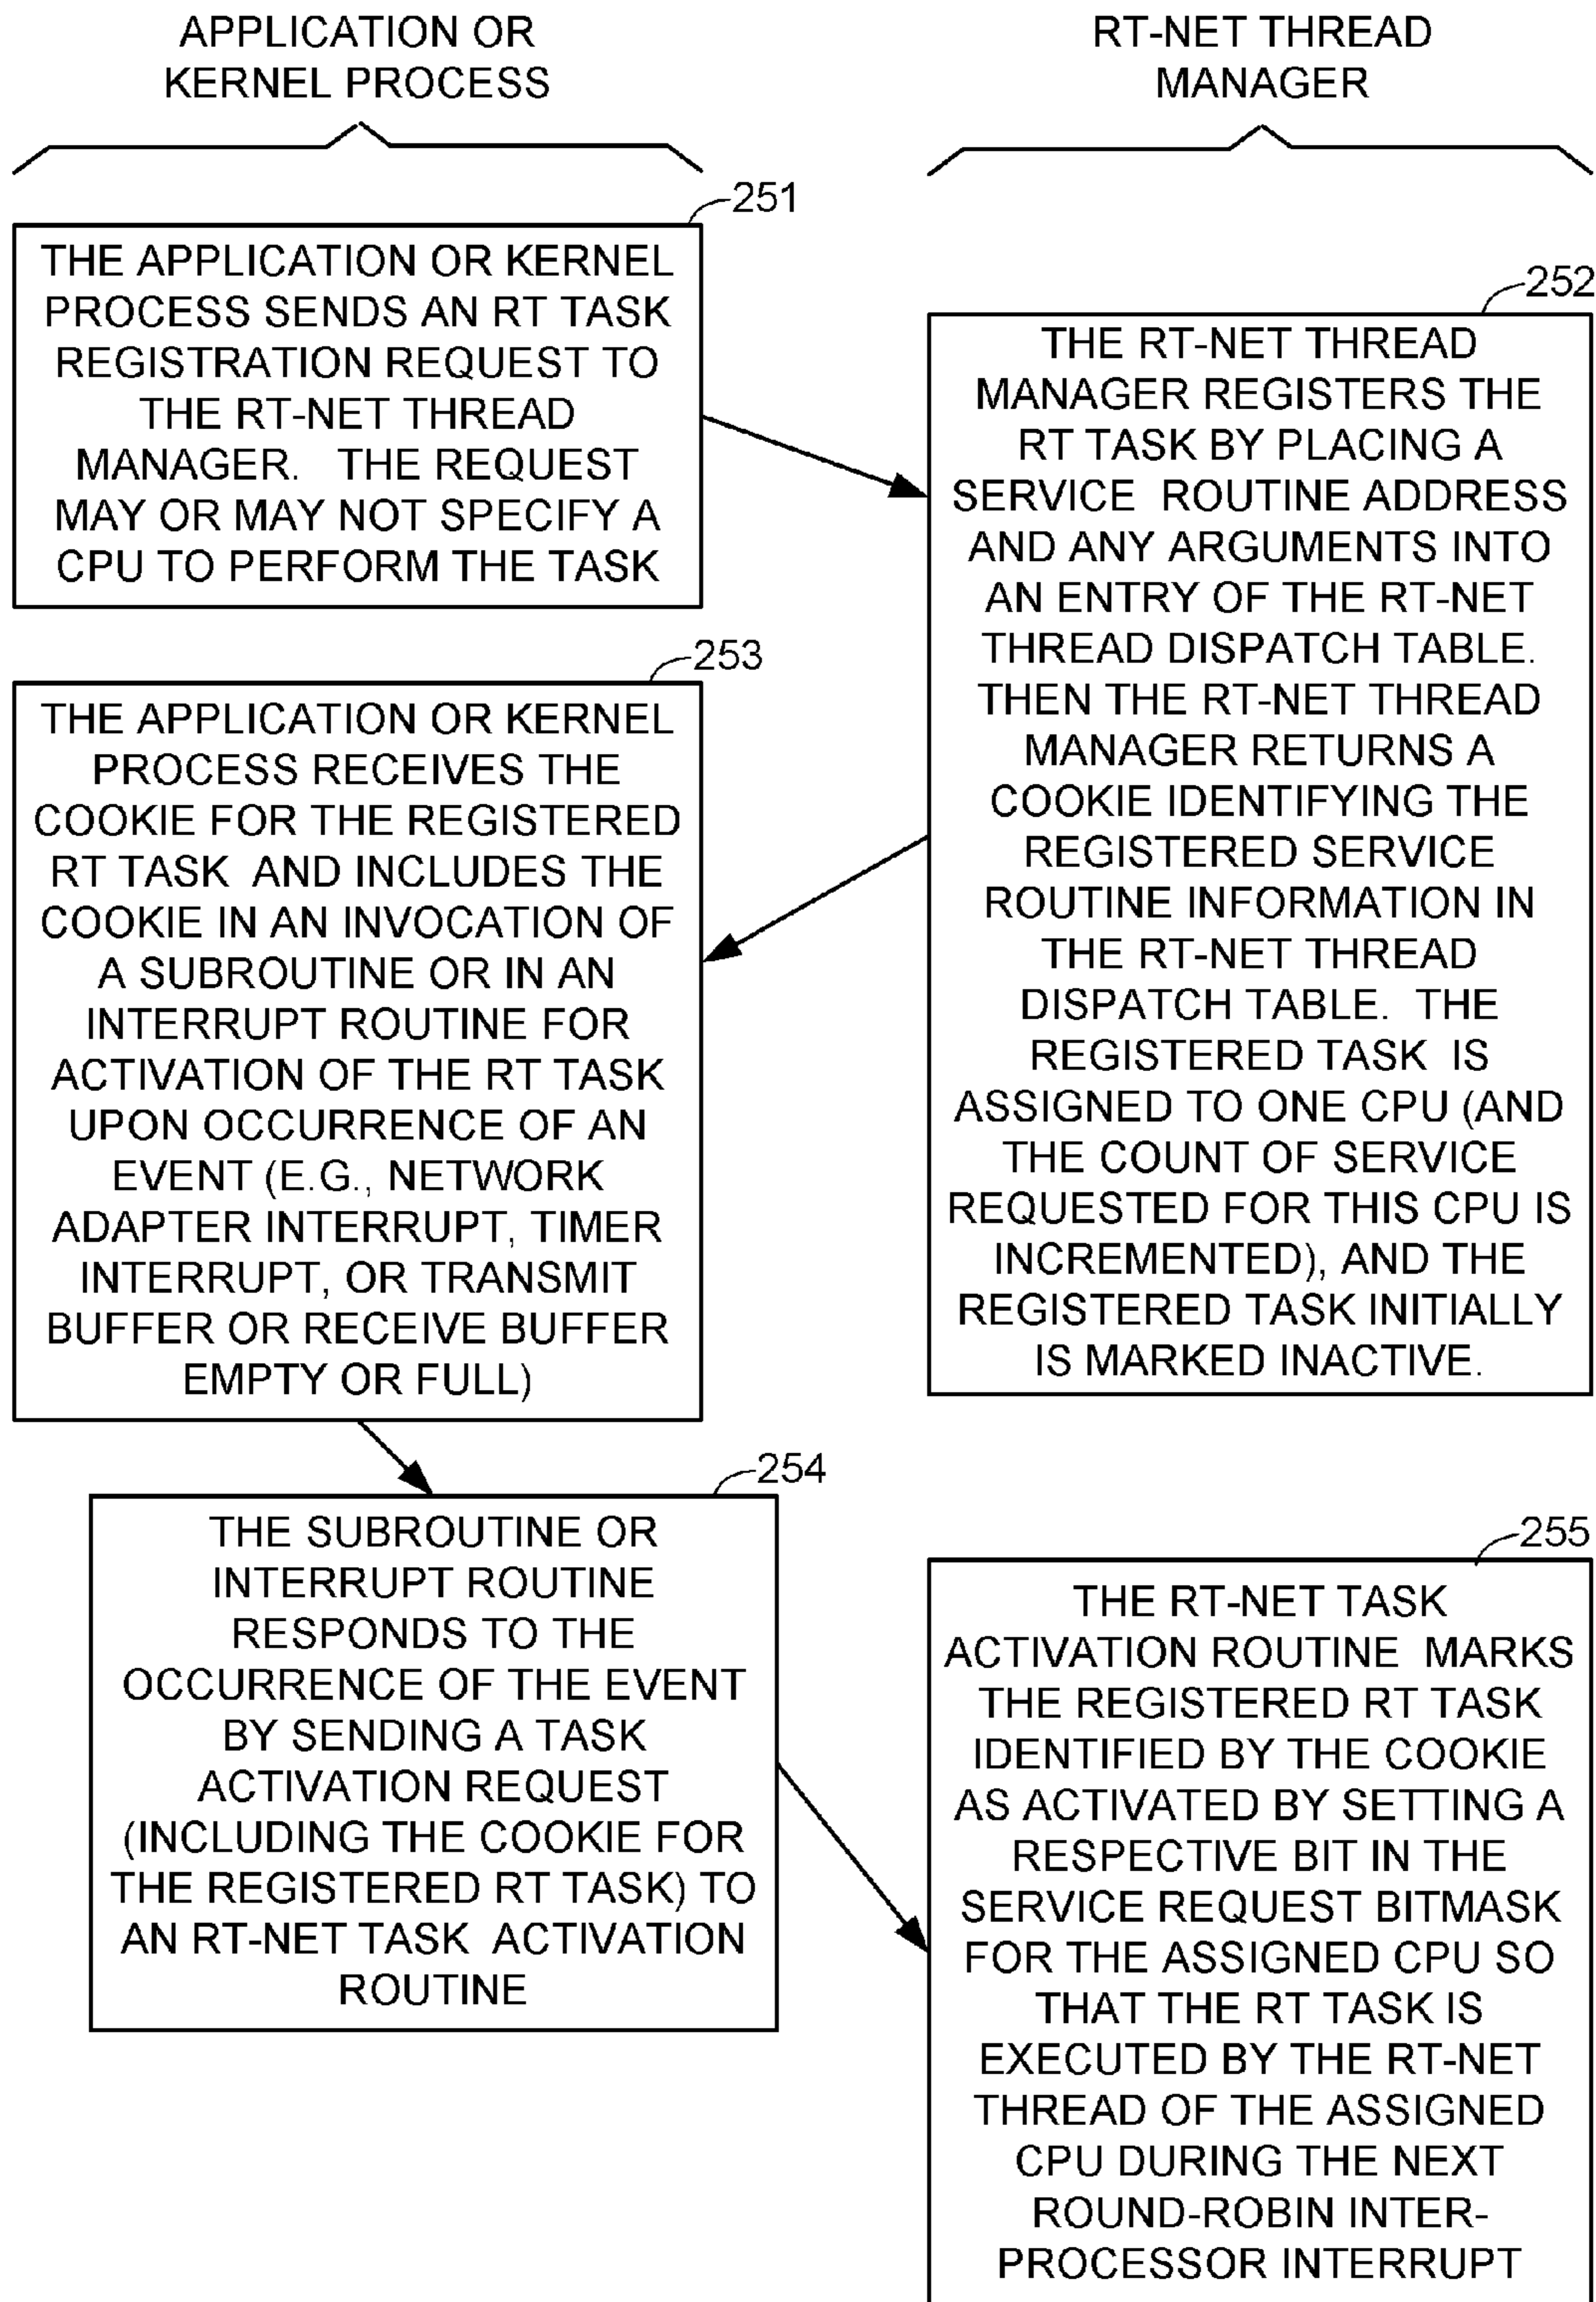 APPLICATION OR
KERNEL PROCESS
RT-NET THREAD
MANAGER
251
THE APPLICATION OR KERNEL
PROCESS SENDS AN RT TASK
REGISTRATION REQUEST TO
THE RT-NET THREAD
MANAGER. THE REQUEST
MAY OR MAY NOT SPECIFY A
CPU TO PERFORM THE TASK
252
THE RT-NET THREAD
MANAGER REGISTERS THE
RT TASK BY PLACING A
SERVICE ROUTINE ADDRESS
AND ANY ARGUMENTS INTO
AN ENTRY OF THE RT-NET
THREAD DISPATCH TABLE.
THEN THE RT-NET THREAD
MANAGER RETURNS A
COOKIE IDENTIFYING THE
REGISTERED SERVICE
ROUTINE INFORMATION IN
THE RT-NET THREAD
DISPATCH TABLE. THE
REGISTERED TASK IS
ASSIGNED TO ONE CPU (AND
THE COUNT OF SERVICE
REQUESTED FOR THIS CPU IS
INCREMENTED), AND THE
REGISTERED TASK INITIALLY
IS MARKED INACTIVE.
253
THE APPLICATION OR KERNEL
PROCESS RECEIVES THE
COOKIE FOR THE REGISTERED
RT TASK AND INCLUDES THE
COOKIE IN AN INVOCATION OF
A SUBROUTINE OR IN AN
INTERRUPT ROUTINE FOR
ACTIVATION OF THE RT TASK
UPON OCCURRENCE OF AN
EVENT (E.G., NETWORK
ADAPTER INTERRUPT, TIMER
INTERRUPT, OR TRANSMIT
BUFFER OR RECEIVE BUFFER
EMPTY OR FULL)
254
THE SUBROUTINE OR
INTERRUPT ROUTINE
RESPONDS TO THE
OCCURRENCE OF THE EVENT
BY SENDING A TASK
ACTIVATION REQUEST
(INCLUDING THE COOKIE FOR
THE REGISTERED RT TASK) TO
AN RT-NET TASK ACTIVATION
ROUTINE
255
THE RT-NET TASK
ACTIVATION ROUTINE MARKS
THE REGISTERED RT TASK
IDENTIFIED BY THE COOKIE
AS ACTIVATED BY SETTING A
RESPECTIVE BIT IN THE
SERVICE REQUEST BITMASK
FOR THE ASSIGNED CPU SO
THAT THE RT TASK IS
EXECUTED BY THE RT-NET
THREAD OF THE ASSIGNED
CPU DURING THE NEXT
ROUND-ROBIN INTER-
PROCESSOR INTERRUPT